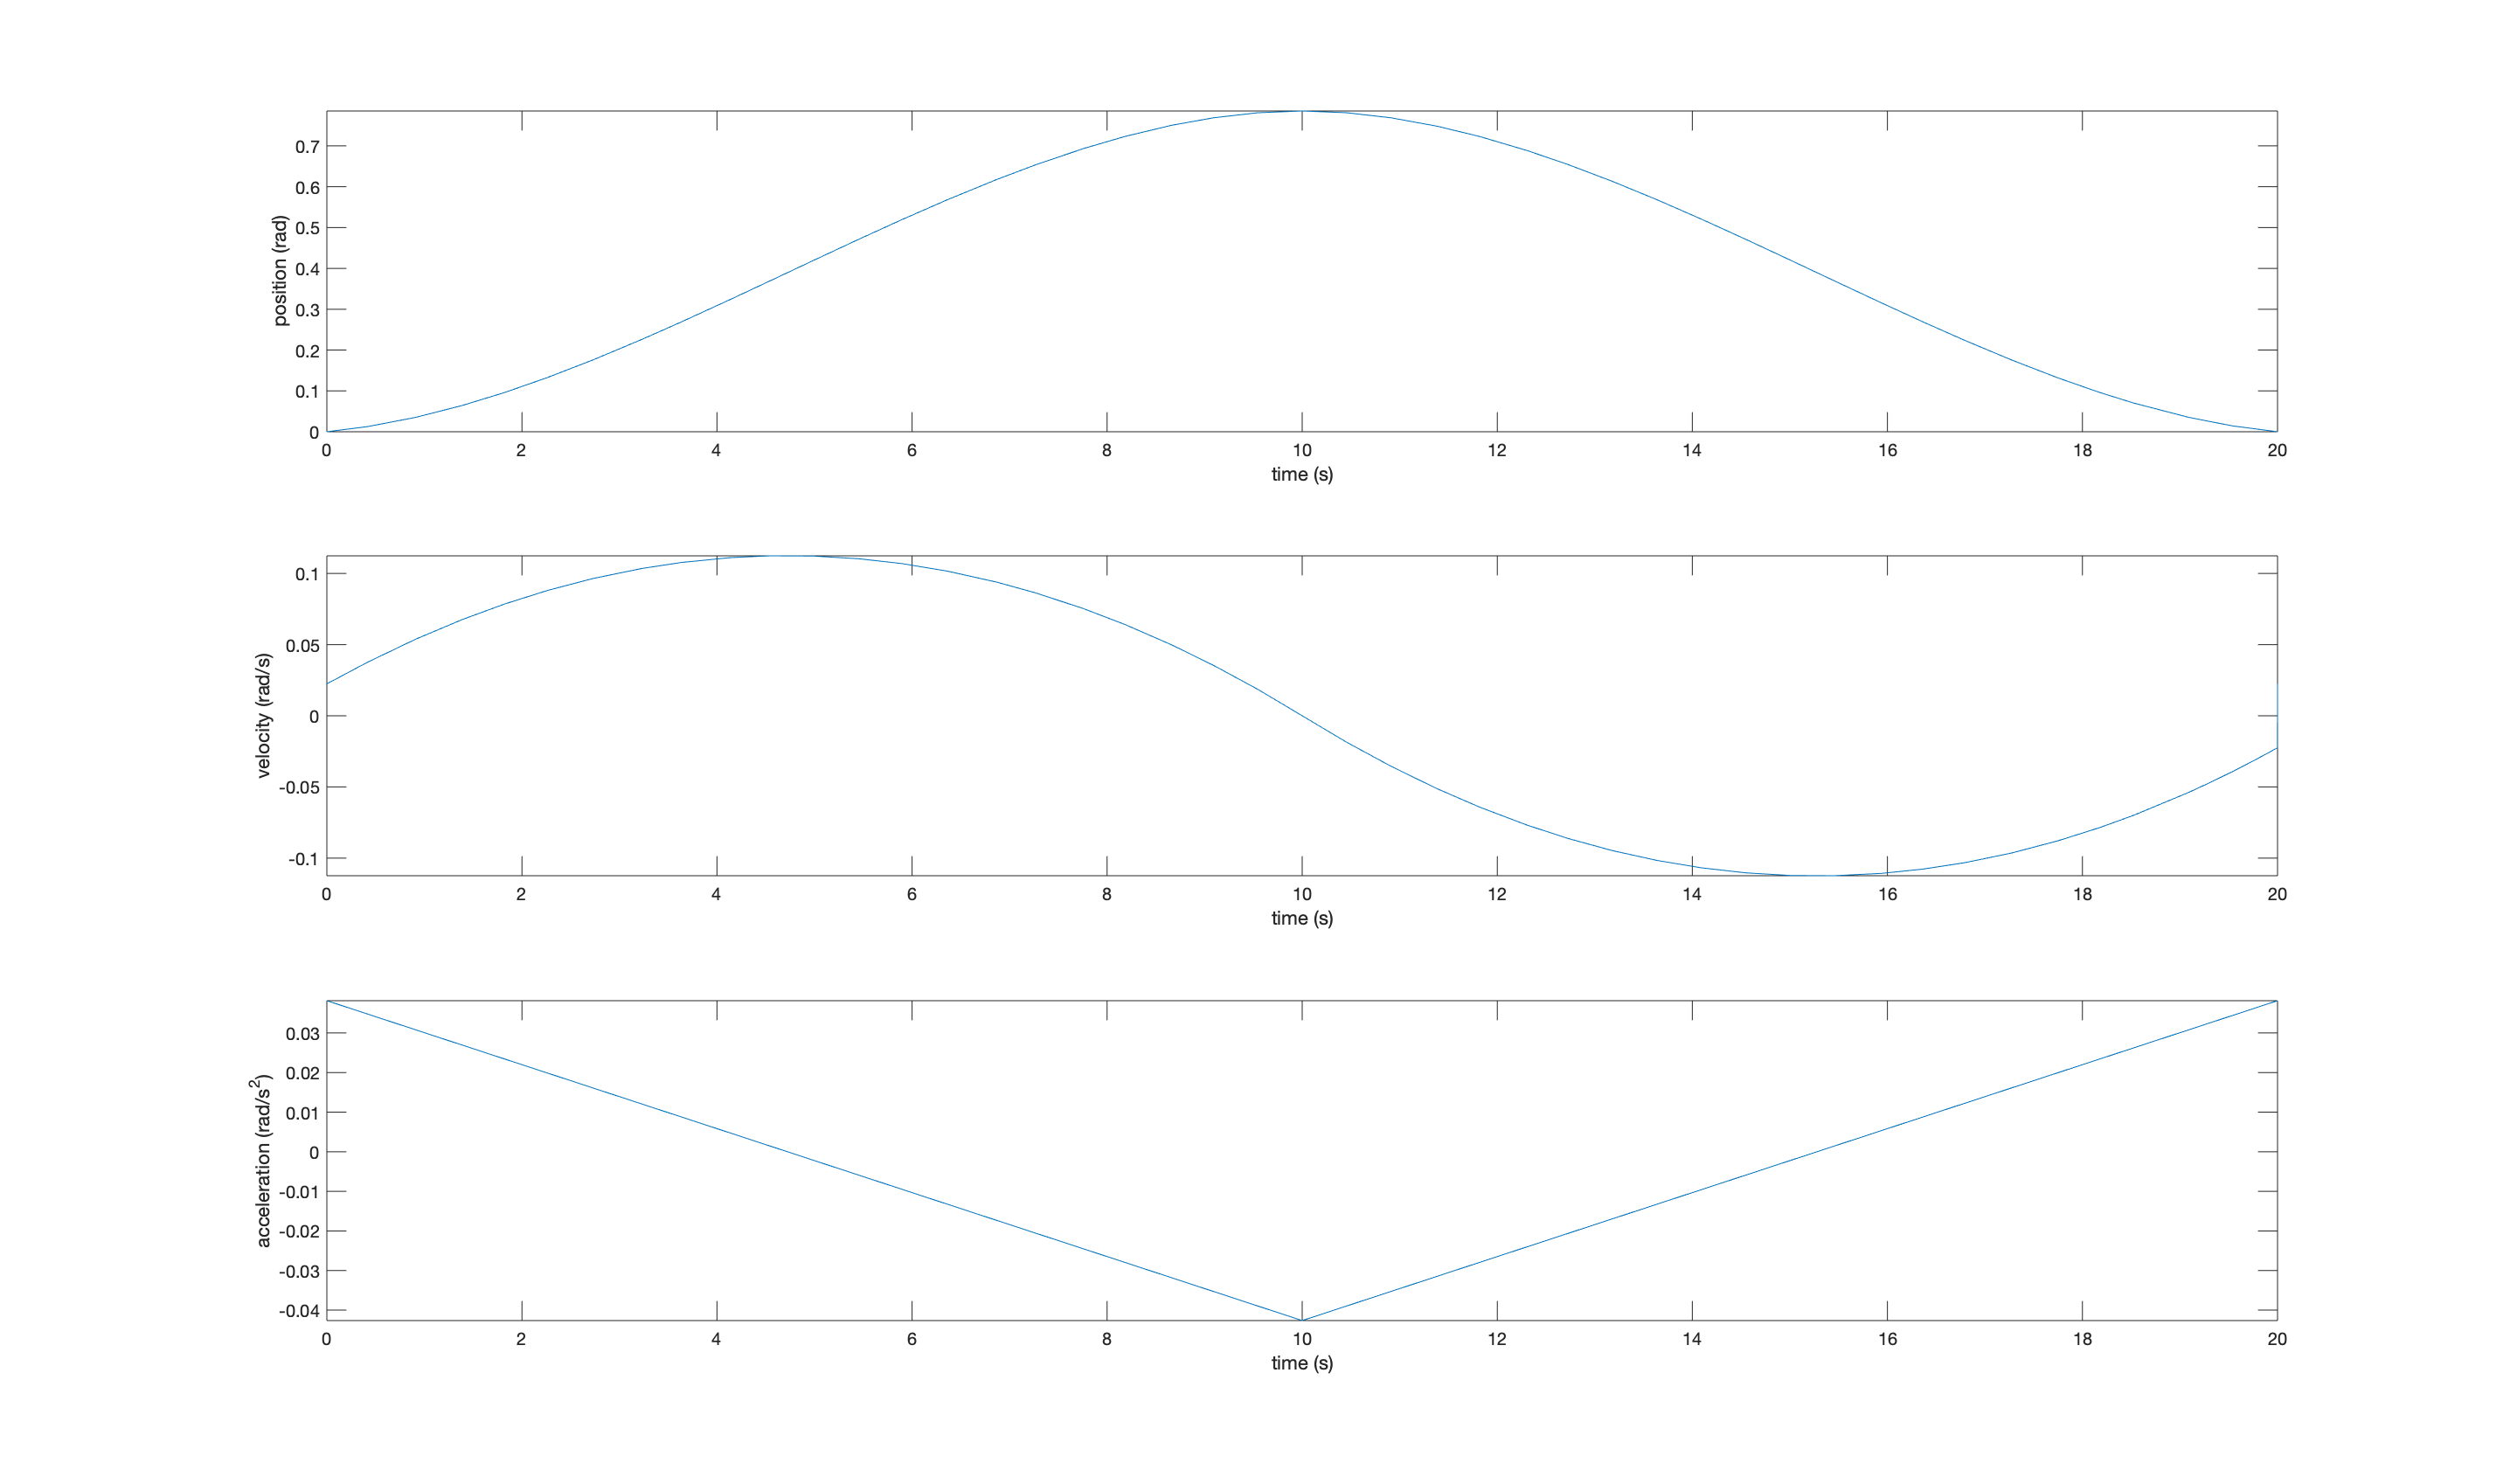 0.7
0.6
0.5
0.4
0.3
0.2
0.1
0
position (rad)
0 2 4 6 8 10 12 14 16 18 20
time (s)
0.1
0.05
0
-0.05
-0.1
velocity (rad/s)
0 2 4 6 8 10 12 14 16 18 20
time (s)
0.03
0.02
0.01
0
-0.01
-0.02
-0.03
-0.04
acceleration (rad/s²)
0 2 4 6 8 10 12 14 16 18 20
time (s)